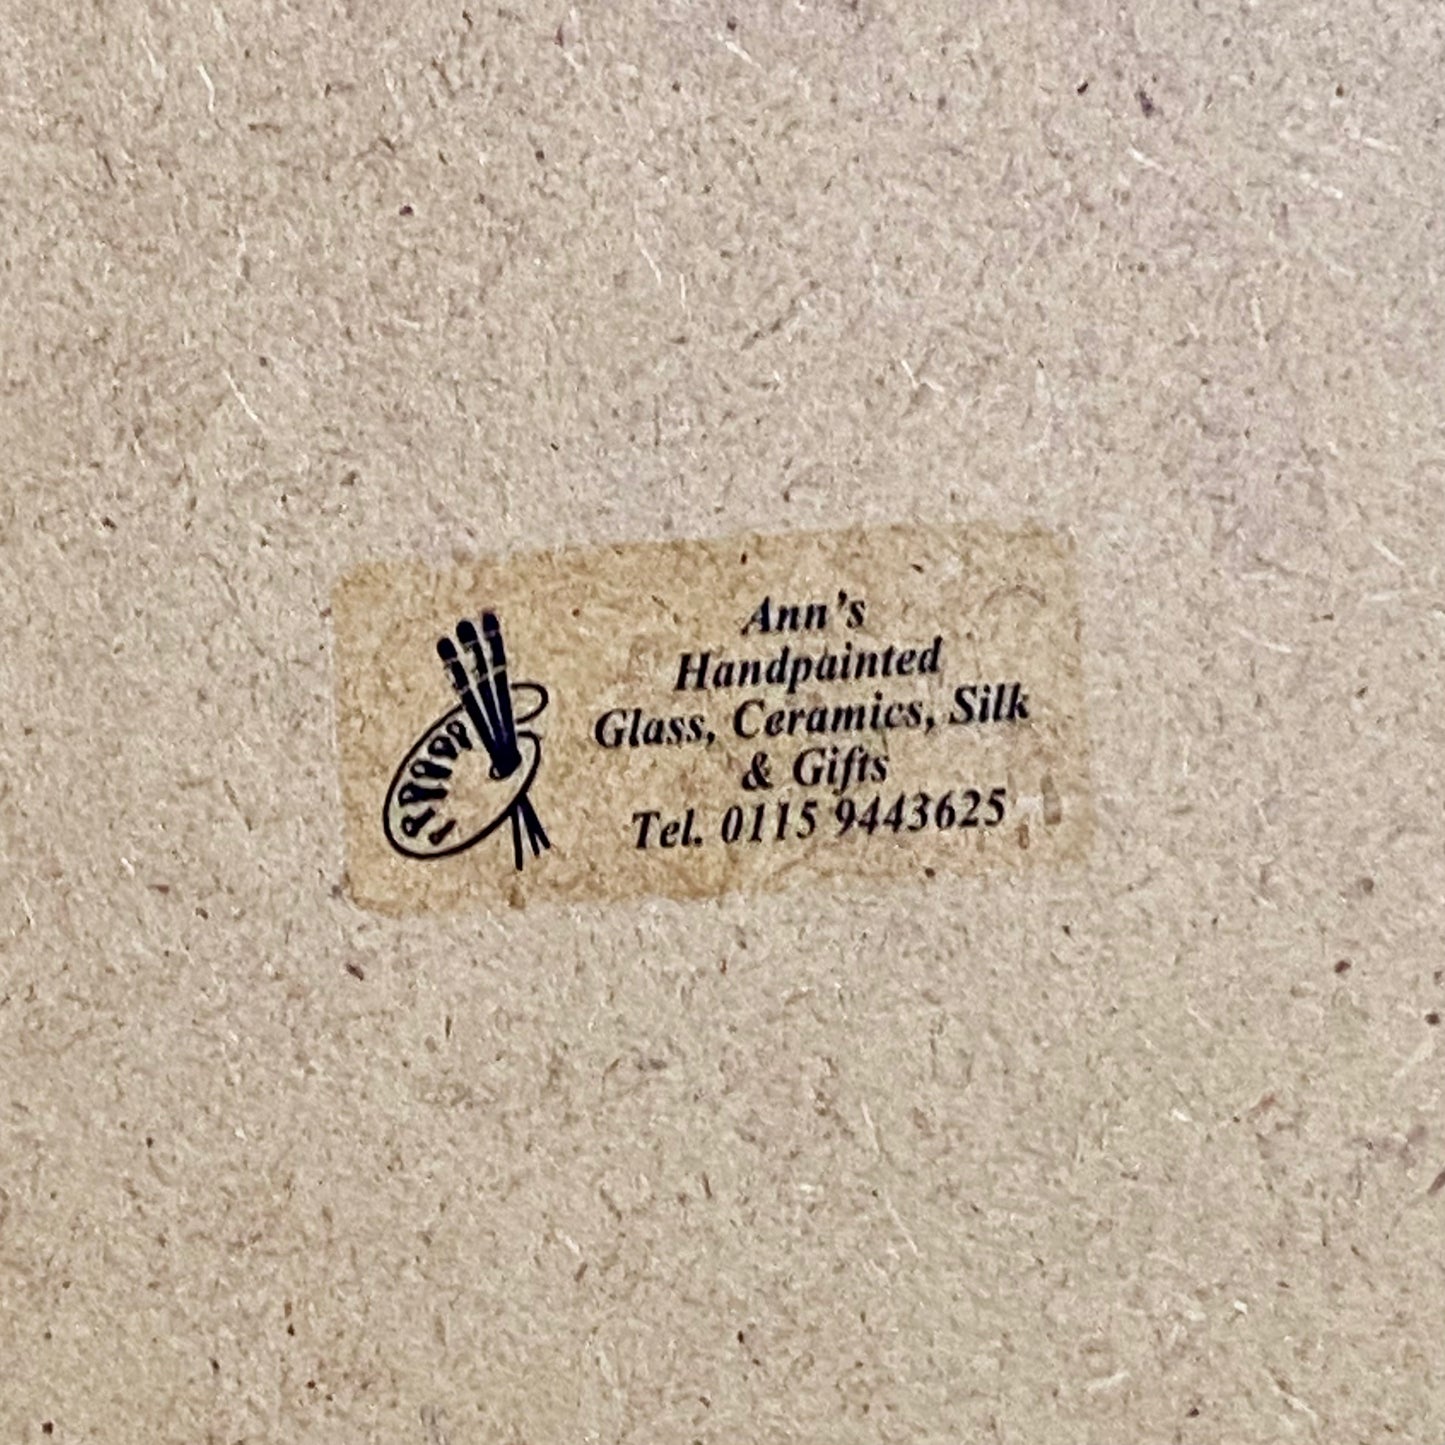 Ann's
Handpainted
Glass, Ceramics, Silk
& Gifts
Tel. 0115 9443625